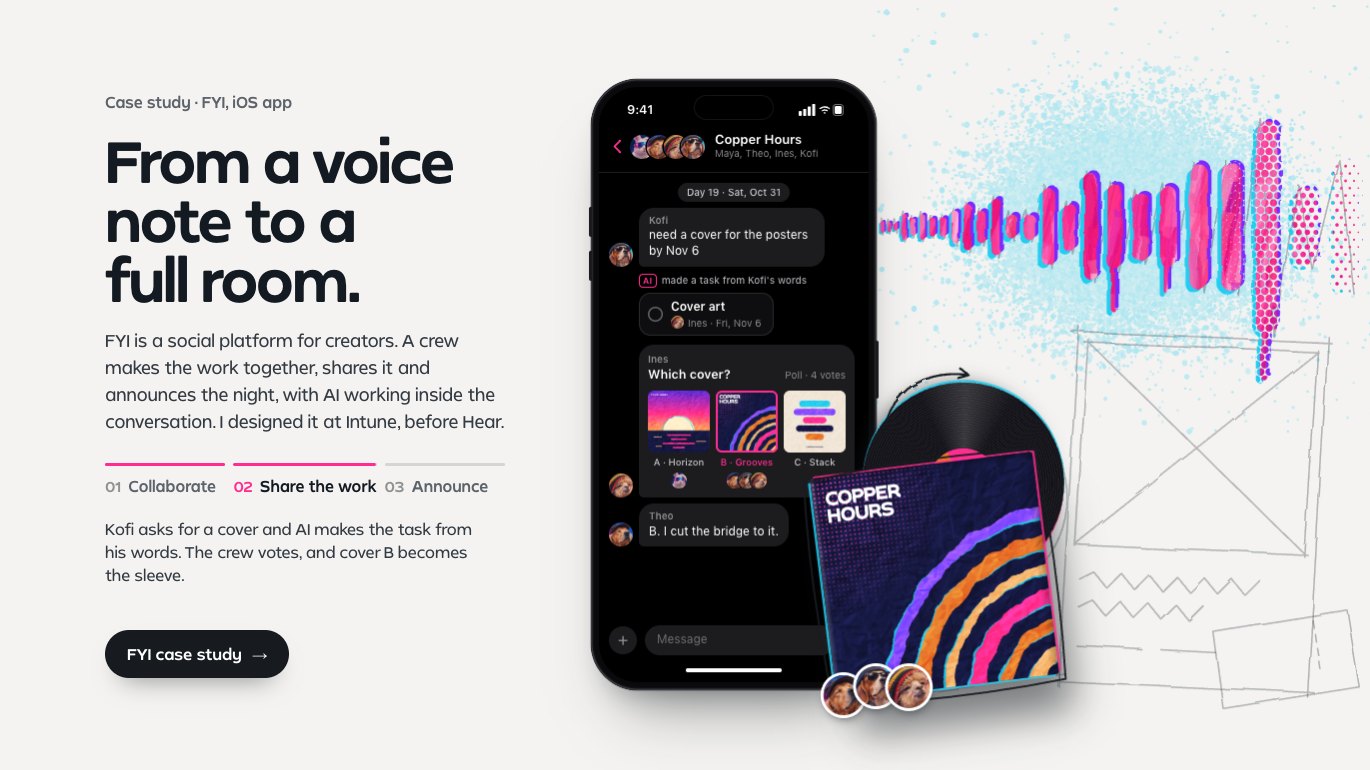 Case study · FYI, iOS app
From a voice
note to a
full room.
FYI is a social platform for creators. A crew
makes the work together, shares it and
announces the night, with AI working inside the
conversation. I designed it at Intune, before Hear.
01 Collaborate
02 Share the work
03 Announce
Kofi asks for a cover and AI makes the task from
his words. The crew votes, and cover B becomes
the sleeve.
FYI case study →
9:41
Copper Hours
Maya, Theo, Ines, Kofi
Day 19 · Sat, Oct 31
Kofi
need a cover for the posters
by Nov 6
AI made a task from Kofi's words
Cover art
Ines · Fri, Nov 6
Ines
Which cover?
Poll · 4 votes
COPPER
HOURS
A · Horizon
B · Grooves
C · Stack
Theo
B. I cut the bridge to it.
+ Message
COPPER
HOURS